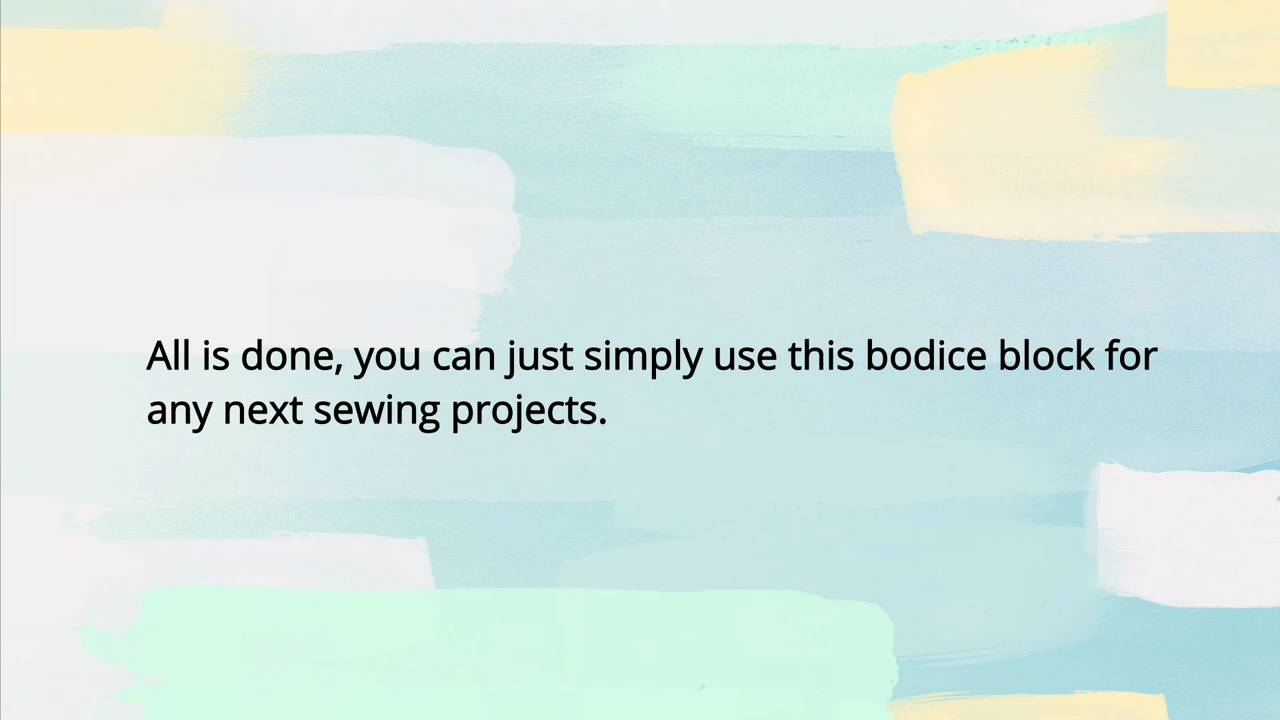 All is done, you can just simply use this bodice block for
any next sewing projects.